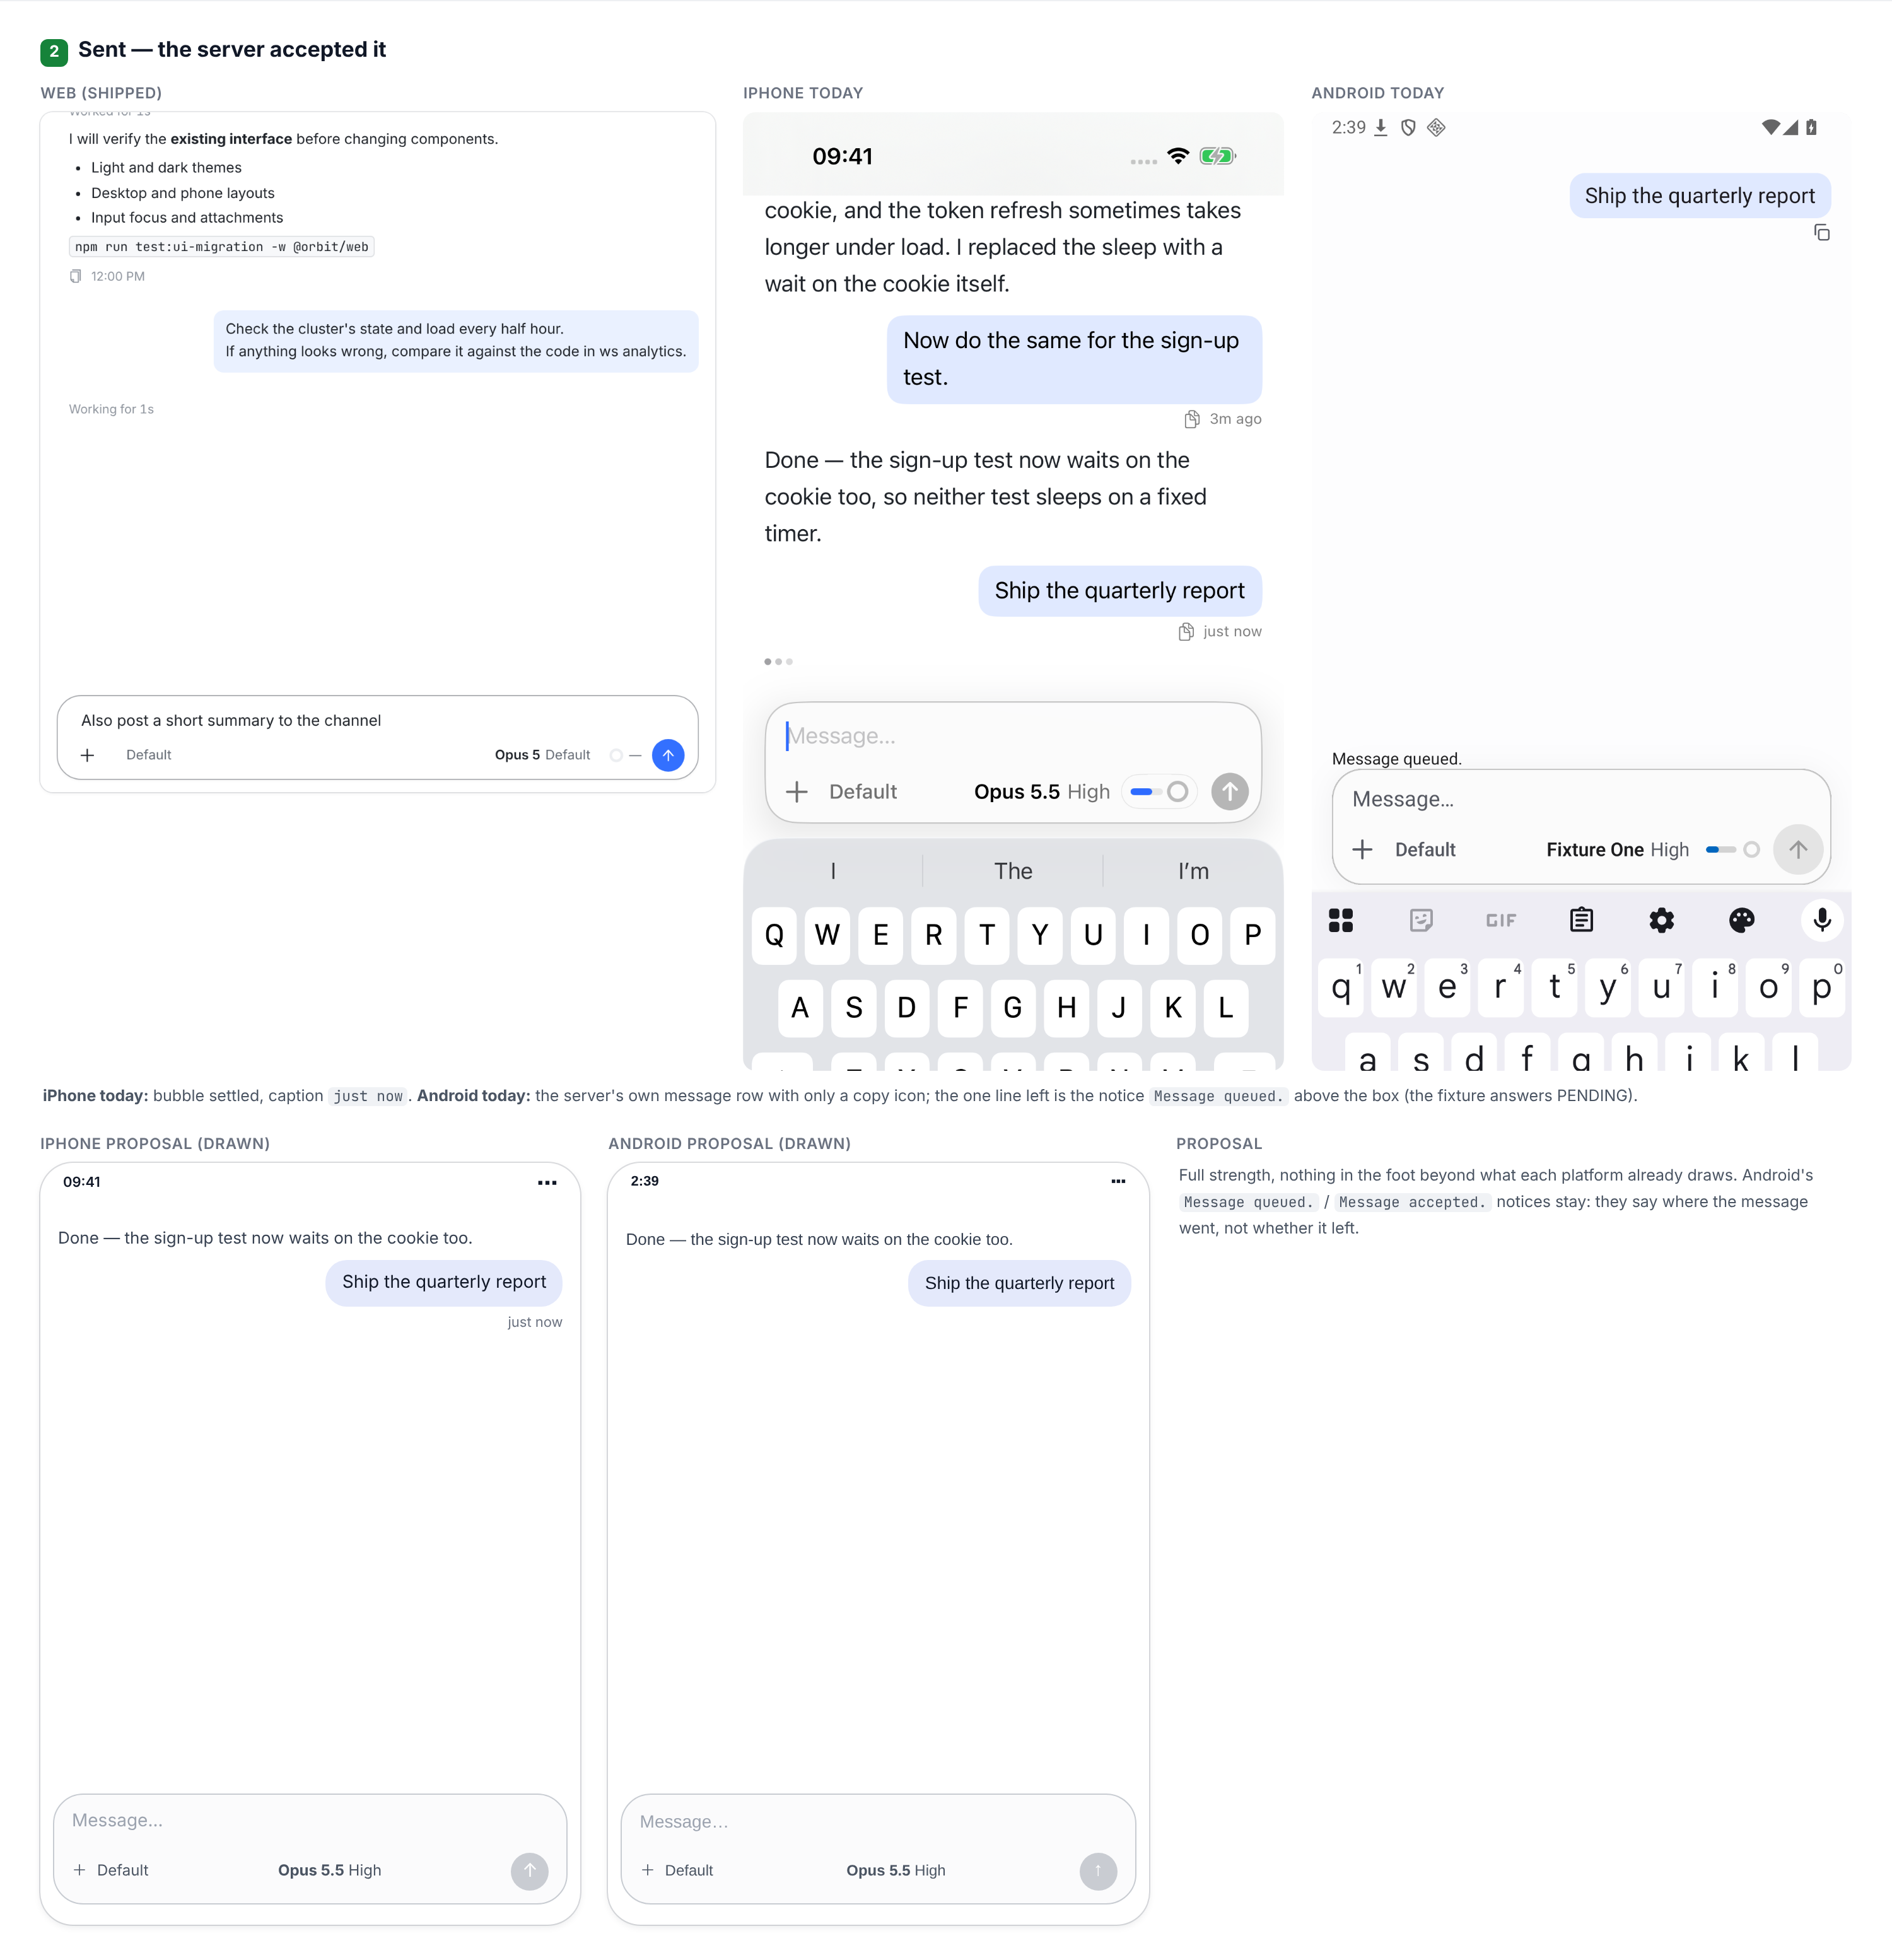 2 Sent — the server accepted it
WEB (SHIPPED)
Worked for 1s
I will verify the existing interface before changing components.
• Light and dark themes
• Desktop and phone layouts
• Input focus and attachments
npm run test:ui-migration -w @orbit/web
12:00 PM
Check the cluster's state and load every half hour.
If anything looks wrong, compare it against the code in ws analytics.
Working for 1s
Also post a short summary to the channel
+ Default Opus 5 Default —
IPHONE TODAY
09:41
cookie, and the token refresh sometimes takes
longer under load. I replaced the sleep with a
wait on the cookie itself.
Now do the same for the sign-up
test.
3m ago
Done — the sign-up test now waits on the
cookie too, so neither test sleeps on a fixed
timer.
Ship the quarterly report
just now
Message...
+ Default Opus 5.5 High
I The I'm
Q W E R T Y U I O P
A S D F G H J K L
ANDROID TODAY
2:39
Ship the quarterly report
Message queued.
Message...
+ Default Fixture One High
GIF
q1 w2 e3 r4 t5 y6 u7 i8 o9 p0
a s d f g h j k l
iPhone today: bubble settled, caption just now. Android today: the server's own message row with only a copy icon; the one line left is the notice Message queued. above the box (the fixture answers PENDING).
IPHONE PROPOSAL (DRAWN)
09:41
Done — the sign-up test now waits on the cookie too.
Ship the quarterly report
just now
Message...
+ Default Opus 5.5 High
ANDROID PROPOSAL (DRAWN)
2:39
Done — the sign-up test now waits on the cookie too.
Ship the quarterly report
Message...
+ Default Opus 5.5 High
PROPOSAL
Full strength, nothing in the foot beyond what each platform already draws. Android's
Message queued. / Message accepted. notices stay: they say where the message
went, not whether it left.